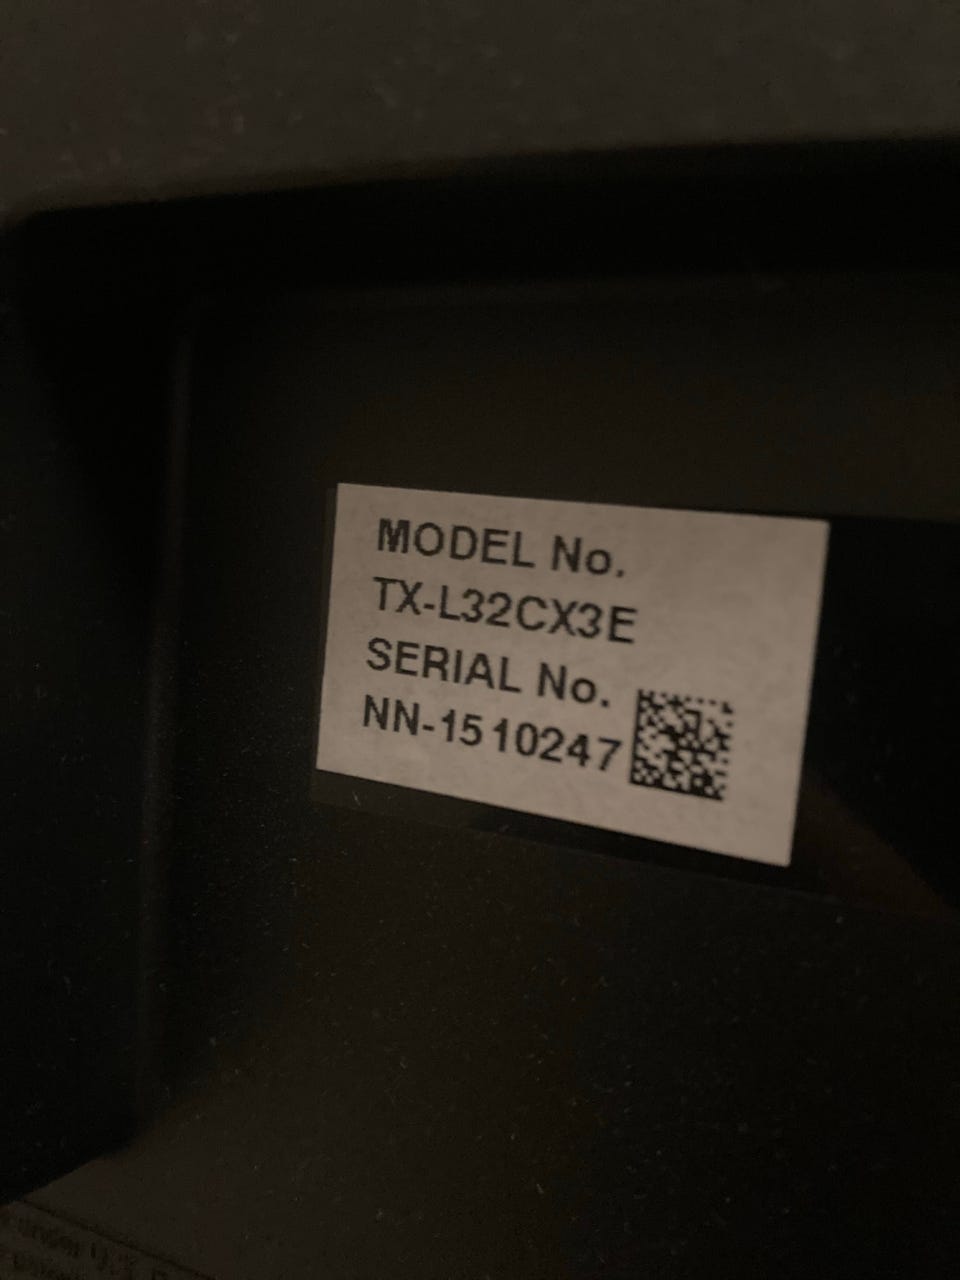 MODEL No.
TX-L32CX3E
SERIAL No.
NN-1510247